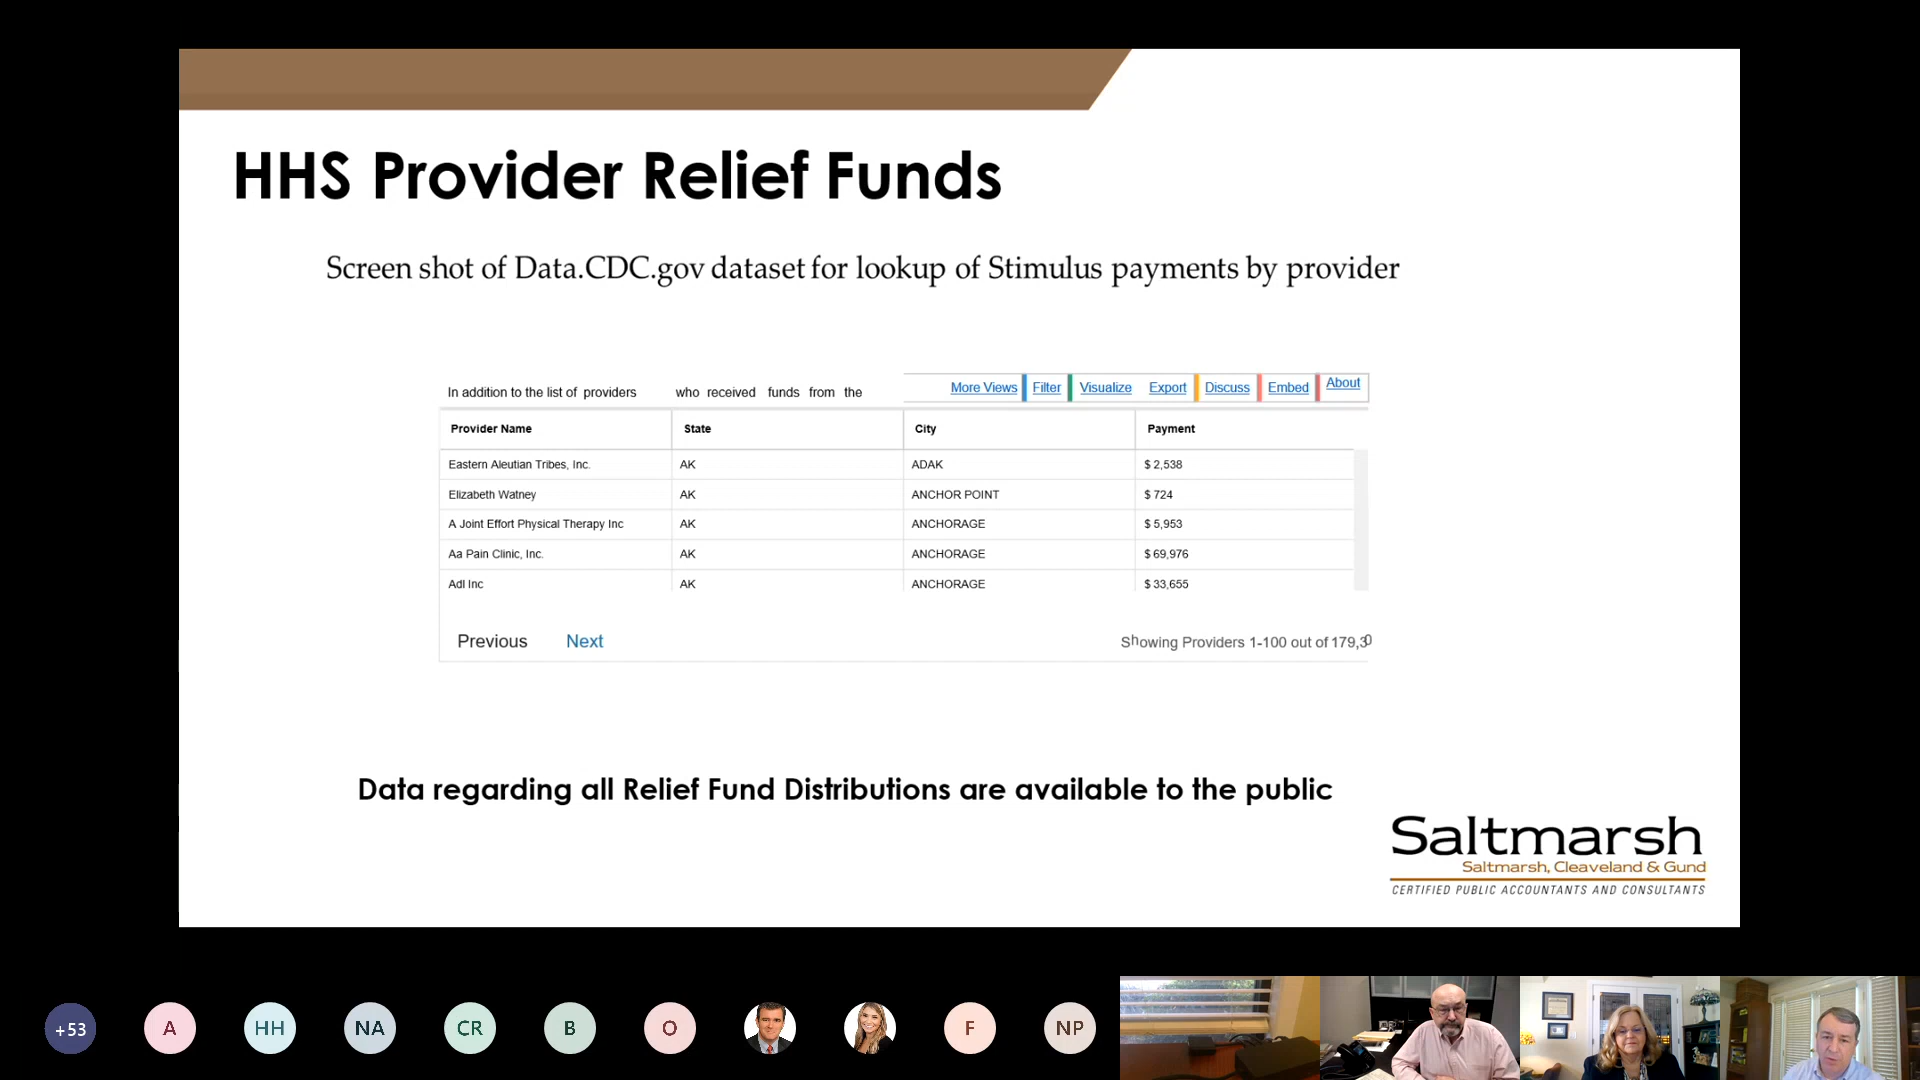 HHS Provider Relief Funds
Screen shot of Data.CDC.gov dataset for lookup of Stimulus payments by provider
In addition to the list of providers who received funds from the
More Views Filter Visualize Export Discuss Embed About
Provider Name State City Payment
Eastern Aleutian Tribes, Inc. AK ADAK $ 2,538
Elizabeth Watney AK ANCHOR POINT $ 724
A Joint Effort Physical Therapy Inc AK ANCHORAGE $ 5,953
Aa Pain Clinic, Inc. AK ANCHORAGE $ 69,976
Adl Inc AK ANCHORAGE $ 33,655
Previous Next Showing Providers 1-100 out of 179,30
Data regarding all Relief Fund Distributions are available to the public
Saltmarsh
Saltmarsh, Cleaveland & Gund
CERTIFIED PUBLIC ACCOUNTANTS AND CONSULTANTS
+53 A HH NA CR B O F NP